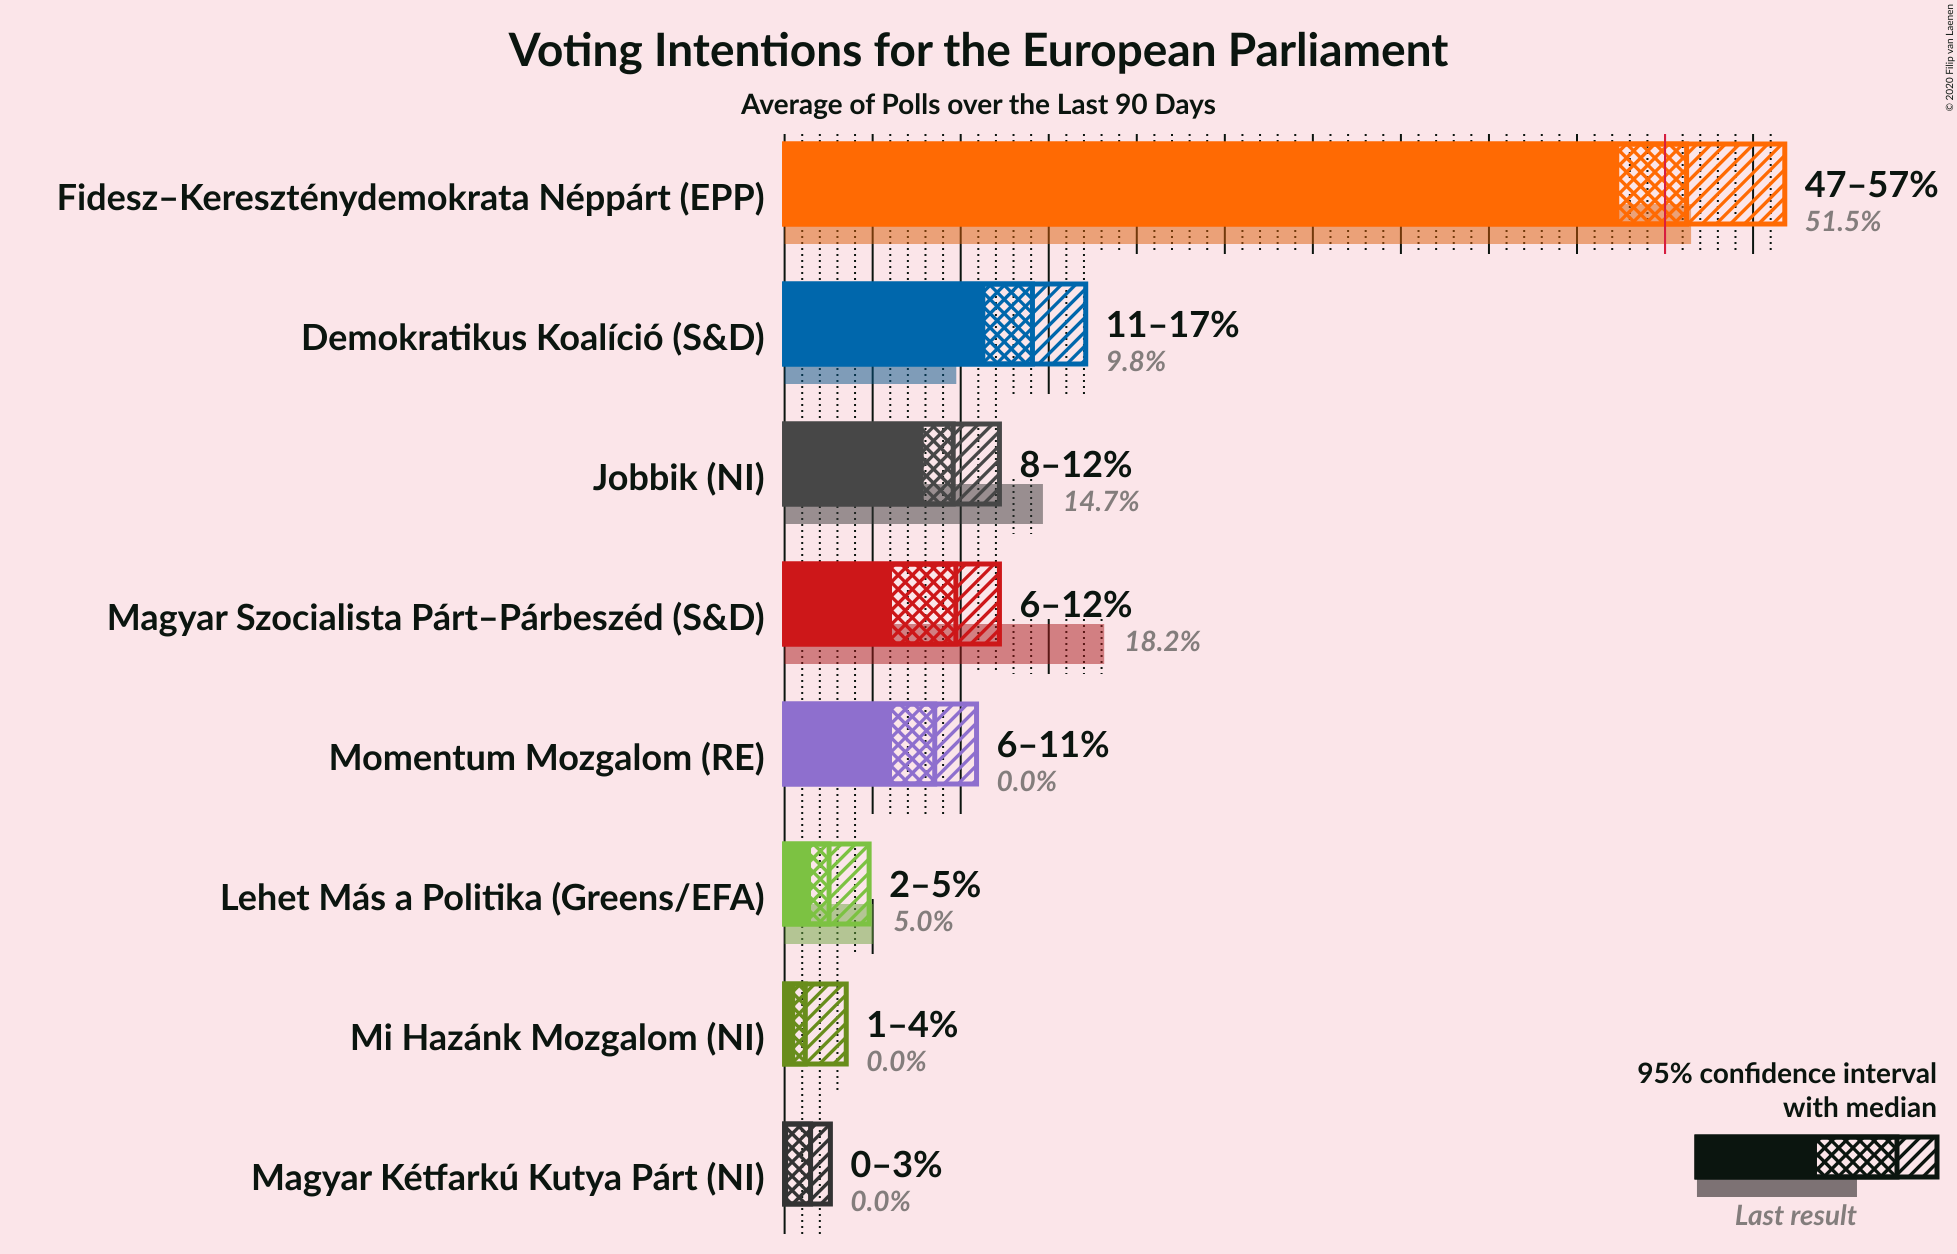 Voting Intentions for the European Parliament
Average of Polls over the Last 90 Days
© 2020 Filip van Laenen
Fidesz–Kereszténydemokrata Néppárt (EPP)
47–57%
51.5%
Demokratikus Koalíció (S&D)
11–17%
9.8%
Jobbik (NI)
8–12%
14.7%
Magyar Szocialista Párt–Párbeszéd (S&D)
6–12%
18.2%
Momentum Mozgalom (RE)
6–11%
0.0%
Lehet Más a Politika (Greens/EFA)
2–5%
5.0%
Mi Hazánk Mozgalom (NI)
1–4%
0.0%
Magyar Kétfarkú Kutya Párt (NI)
0–3%
0.0%
95% confidence interval
with median
Last result